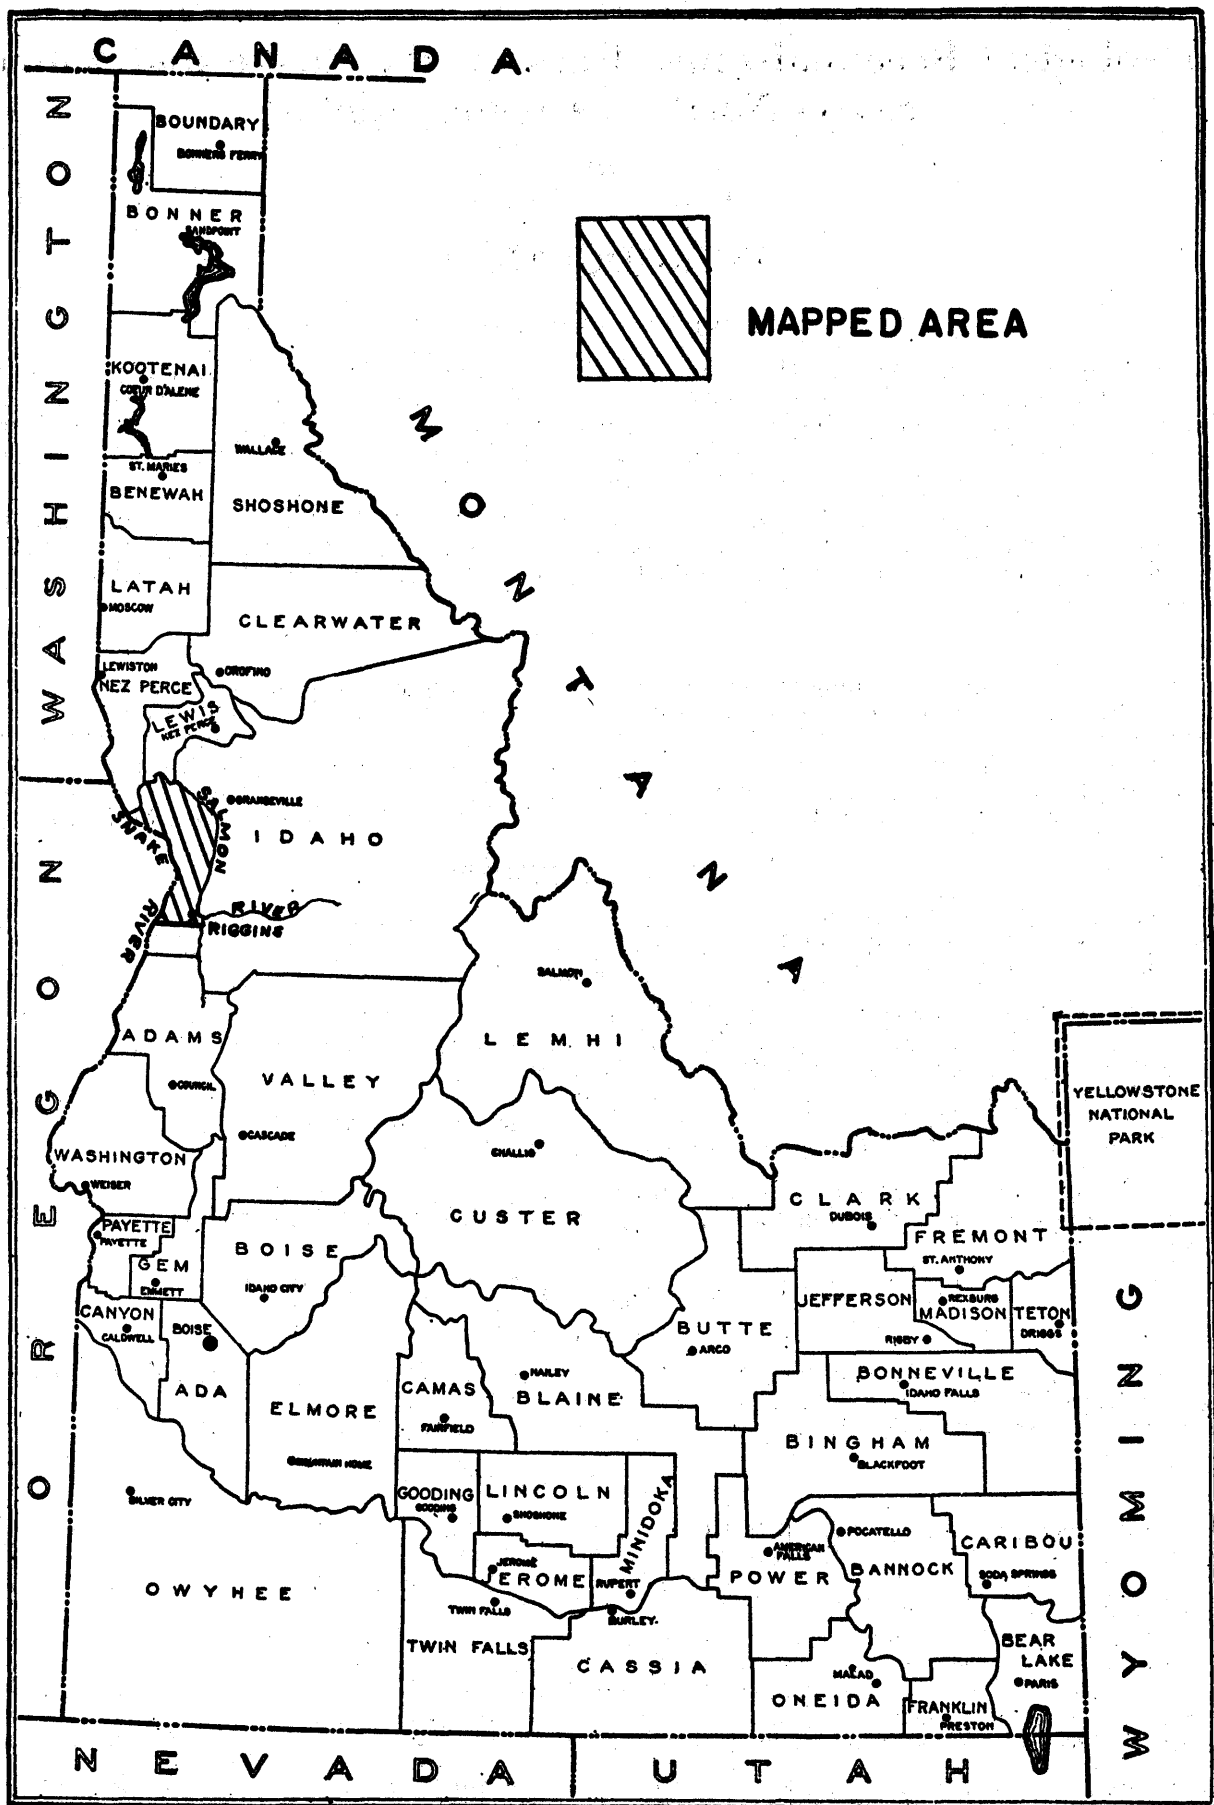 CANADA
WASHINGTON
BOUNDARY
BONNERS FERRY
BONNER
SANDPOINT
MAPPED AREA
KOOTENAI
COEUR D'ALENE
WALLACE
ST. MARIES
BENEWAH
SHOSHONE
MONTANA
LATAH
MOSCOW
CLEARWATER
LEWISTON
NEZ PERCE
OROFINO
LEWIS
NEZ PERCE
GRANGEVILLE
SALMON
SNAKE
IDAHO
RIVER
RIVER
RIGGINS
OREGON
SALMON
LEMHI
ADAMS
COUNCIL
VALLEY
CASCADE
YELLOWSTONE
NATIONAL
PARK
WASHINGTON
WEISER
CHALLIS
CUSTER
CLARK
DUBOIS
FREMONT
ST. ANTHONY
PAYETTE
PAYETTE
GEM
EMMETT
BOISE
IDAHO CITY
JEFFERSON
REXBURG
MADISON
RIGBY
TETON
DRIGGS
CANYON
CALDWELL
BOISE
ADA
BUTTE
ARCO
BONNEVILLE
IDAHO FALLS
HAILEY
BLAINE
CAMAS
FAIRFIELD
ELMORE
MOUNTAIN HOME
BINGHAM
BLACKFOOT
WYOMING
SILVER CITY
GOODING
GOODING
LINCOLN
SHOSHONE
MINIDOKA
RUPERT
POCATELLO
AMERICAN
FALLS
POWER
BANNOCK
CARIBOU
SODA SPRINGS
OWYHEE
JEROME
EROME
TWIN FALLS
BURLEY
TWIN FALLS
CASSIA
MALAD
ONEIDA
FRANKLIN
PRESTON
BEAR
LAKE
PARIS
NEVADA
UTAH